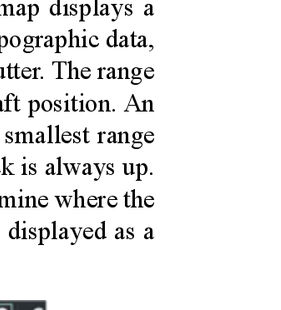 map displays a
pographic data,
utter. The range
aft position. An
smallest range
k is always up.
mine where the
displayed as a